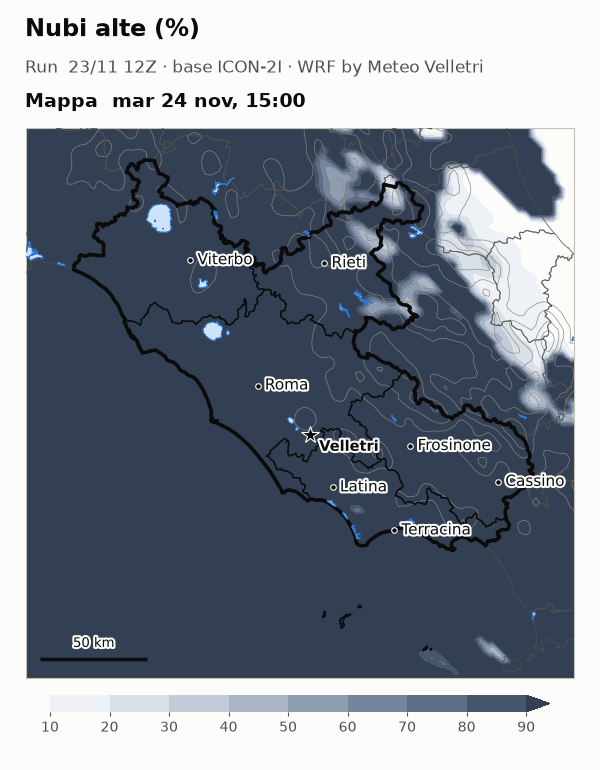 Nubi alte (%)
Run  23/11 12Z · base ICON-2I · WRF by Meteo Velletri
Mappa  mar 24 nov, 15:00
Viterbo
Rieti
Roma
Velletri
Frosinone
Cassino
Latina
Terracina
50 km
10 20 30 40 50 60 70 80 90